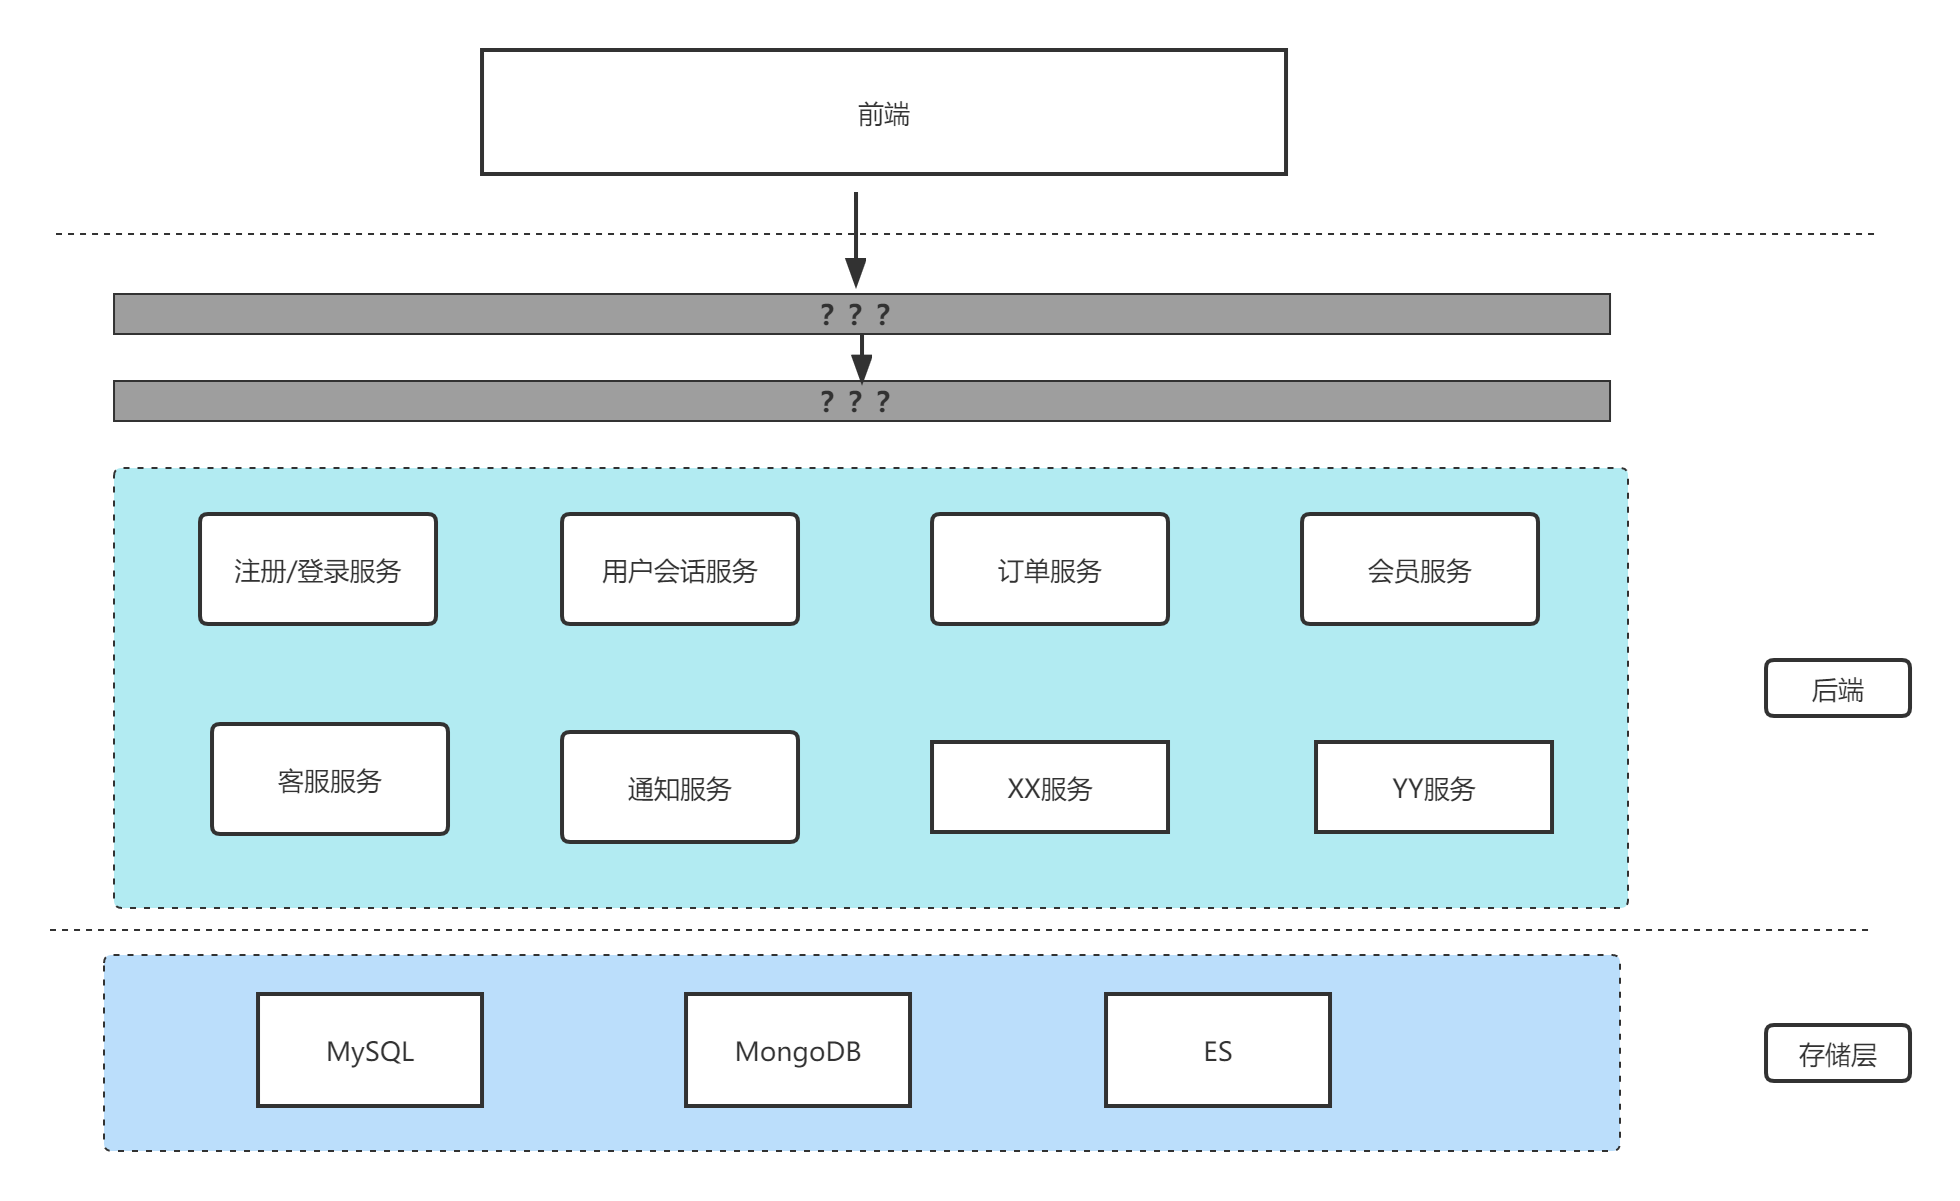 前端
？？？
？？？
注册/登录服务
用户会话服务
订单服务
会员服务
后端
客服服务
通知服务
XX服务
YY服务
MySQL
MongoDB
ES
存储层